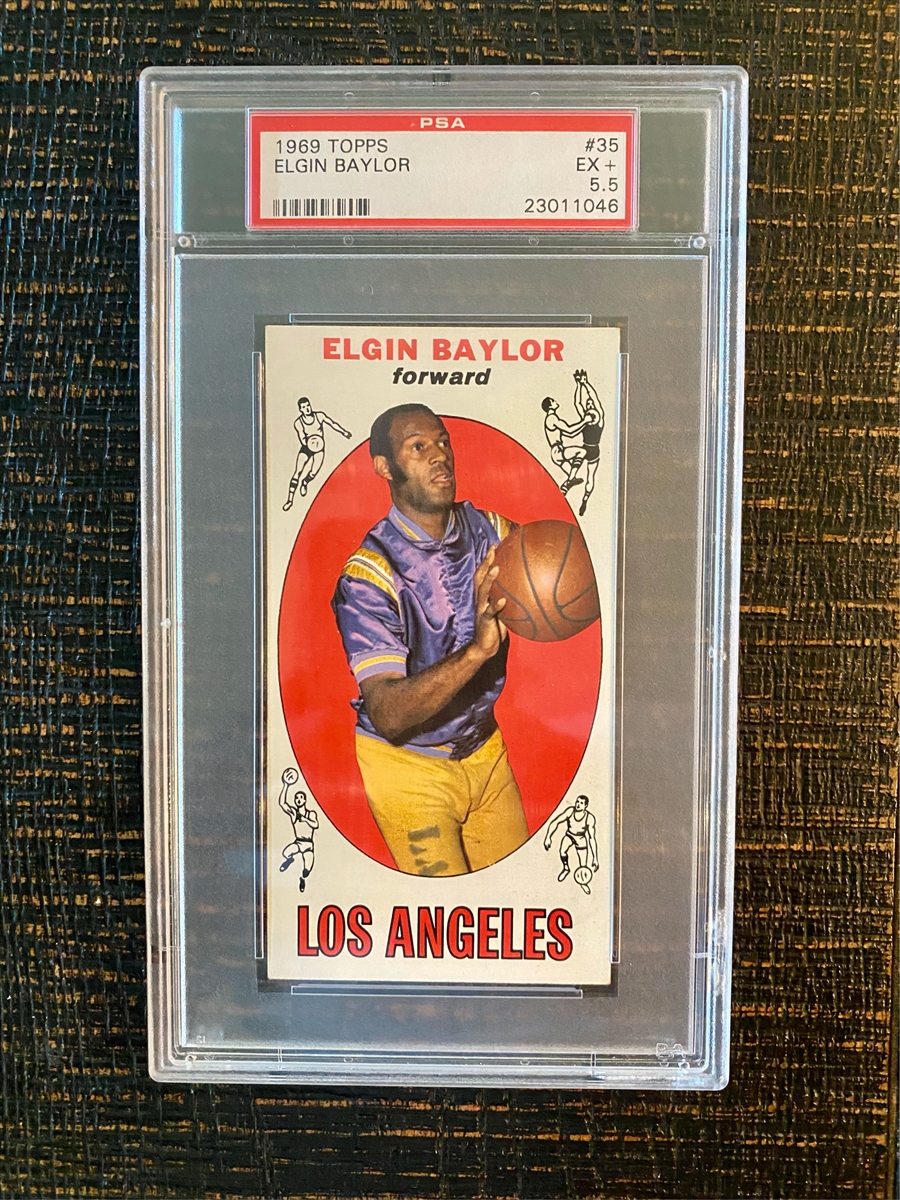 PSA
1969 TOPPS #35
ELGIN BAYLOR EX +
5.5
23011046
ELGIN BAYLOR
forward
LOS ANGELES